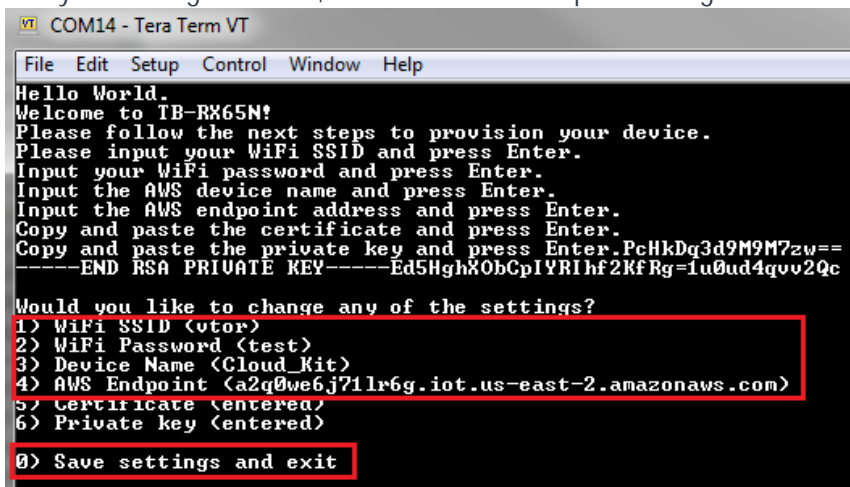 COM14 - Tera Term VT
File Edit Setup Control Window Help
Hello World.
Welcome to TB-RX65N!
Please follow the next steps to provision your device.
Please input your WiFi SSID and press Enter.
Input your WiFi password and press Enter.
Input the AWS device name and press Enter.
Input the AWS endpoint address and press Enter.
Copy and paste the certificate and press Enter.
Copy and paste the private key and press Enter.PcHkDq3d9M9M7zw==
-----END RSA PRIVATE KEY-----Ed5HghXObCpIYRIhf2KfRg=1u0ud4qvv2Qc
Would you like to change any of the settings?
1) WiFi SSID (vtor)
2) WiFi Password (test)
3) Device Name (Cloud_Kit)
4) AWS Endpoint (a2q0we6j71lr6g.iot.us-east-2.amazonaws.com)
5) Certificate (entered)
6) Private key (entered)
0) Save settings and exit